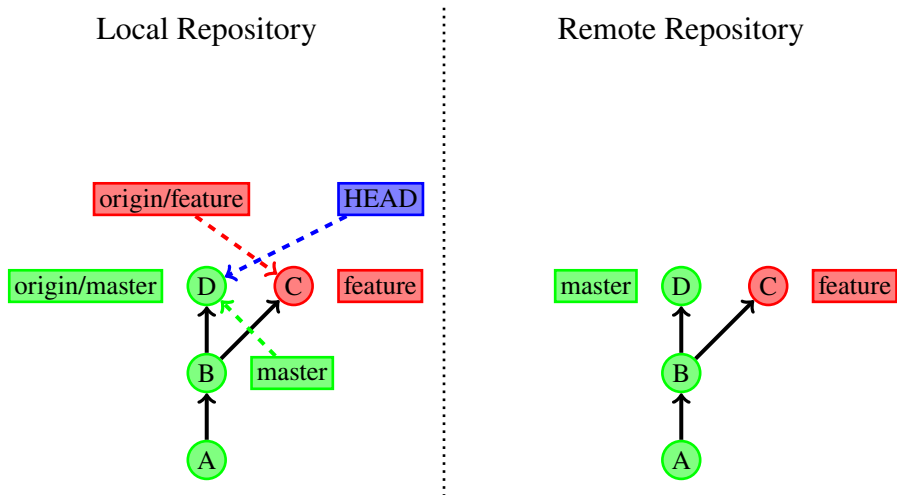 Local Repository
Remote Repository
origin/feature
HEAD
origin/master
D
C
feature
master
D
C
feature
B
master
B
A
A